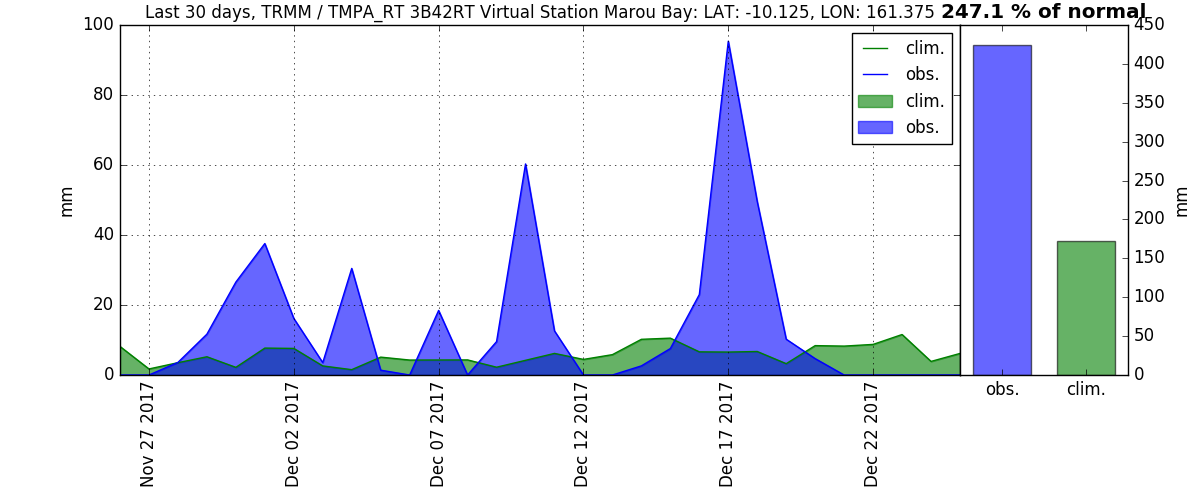 Last 30 days, TRMM / TMPA_RT 3B42RT Virtual Station Marou Bay: LAT: -10.125, LON: 161.375 247.1 % of normal
100
80
60
40
20
0
mm
clim.
obs.
clim.
obs.
450
400
350
300
250
200
150
100
50
0
mm
obs.
clim.
Nov 27 2017
Dec 02 2017
Dec 07 2017
Dec 12 2017
Dec 17 2017
Dec 22 2017